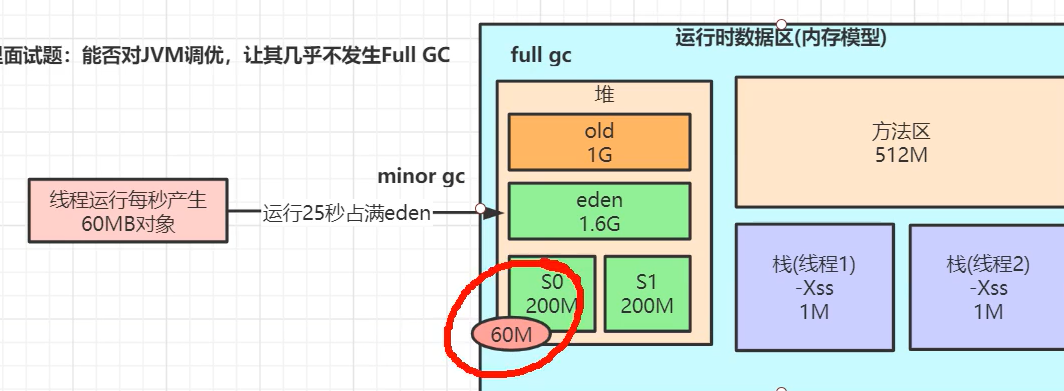 面试题：能否对JVM调优，让其几乎不发生Full GC
运行时数据区(内存模型)
full gc
堆
old
1G
方法区
512M
minor gc
线程运行每秒产生
60MB对象
运行25秒占满eden
eden
1.6G
S0
200M
S1
200M
60M
栈(线程1)
-Xss
1M
栈(线程2)
-Xss
1M